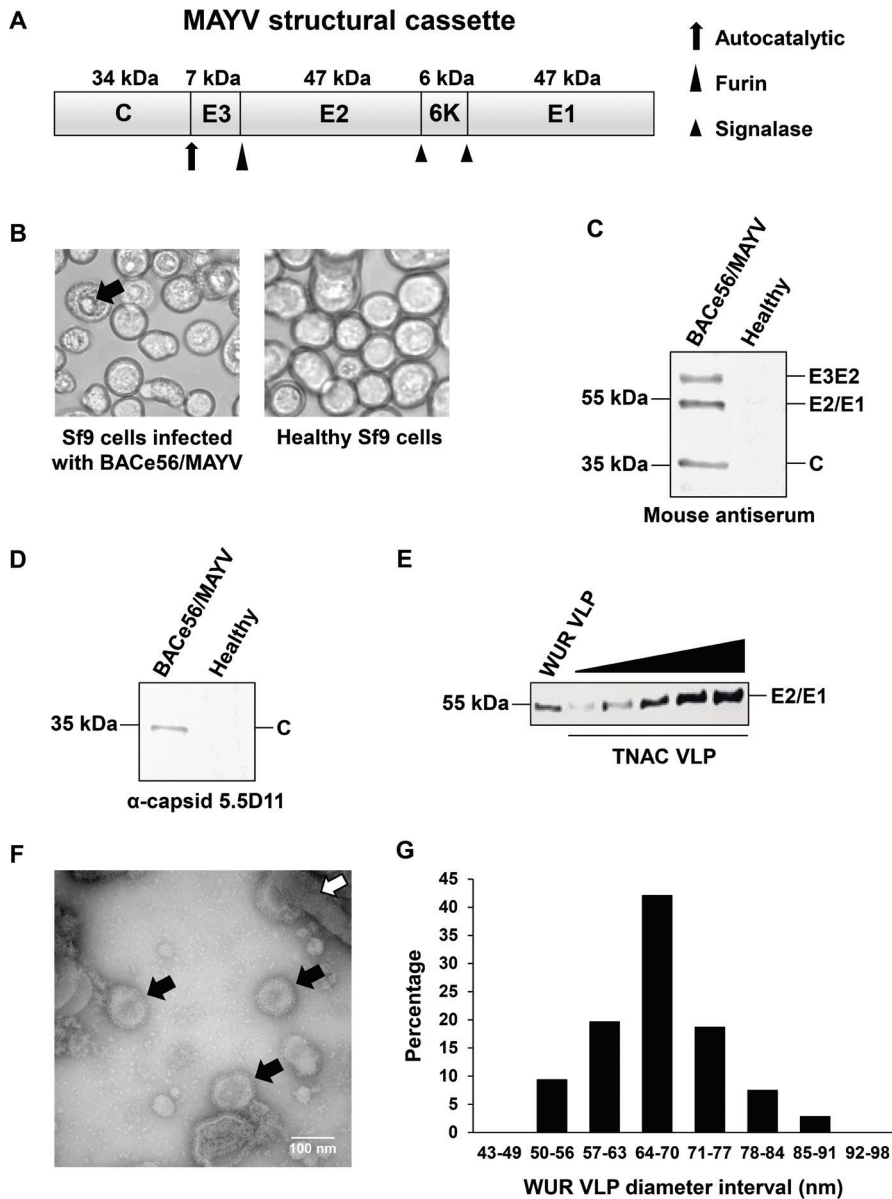 A
MAYV structural cassette
34 kDa 7 kDa 47 kDa 6 kDa 47 kDa
C E3 E2 6K E1
Autocatalytic
Furin
Signalase
B
Sf9 cells infected
with BACe56/MAYV
Healthy Sf9 cells
C
BACe56/MAYV
Healthy
55 kDa
35 kDa
E3E2
E2/E1
C
Mouse antiserum
D
BACe56/MAYV
Healthy
35 kDa
C
α-capsid 5.5D11
E
WUR VLP
55 kDa
E2/E1
TNAC VLP
F
100 nm
G
Percentage
45
40
35
30
25
20
15
10
5
0
43-49 50-56 57-63 64-70 71-77 78-84 85-91 92-98
WUR VLP diameter interval (nm)